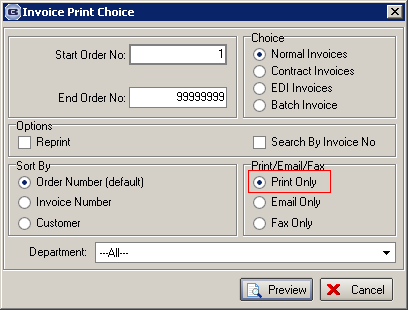 Invoice Print Choice
Start Order No: 1
End Order No: 99999999
Choice
Normal Invoices
Contract Invoices
EDI Invoices
Batch Invoice
Options
Reprint
Search By Invoice No
Sort By
Order Number (default)
Invoice Number
Customer
Print/Email/Fax
Print Only
Email Only
Fax Only
Department: ---All---
Preview
Cancel